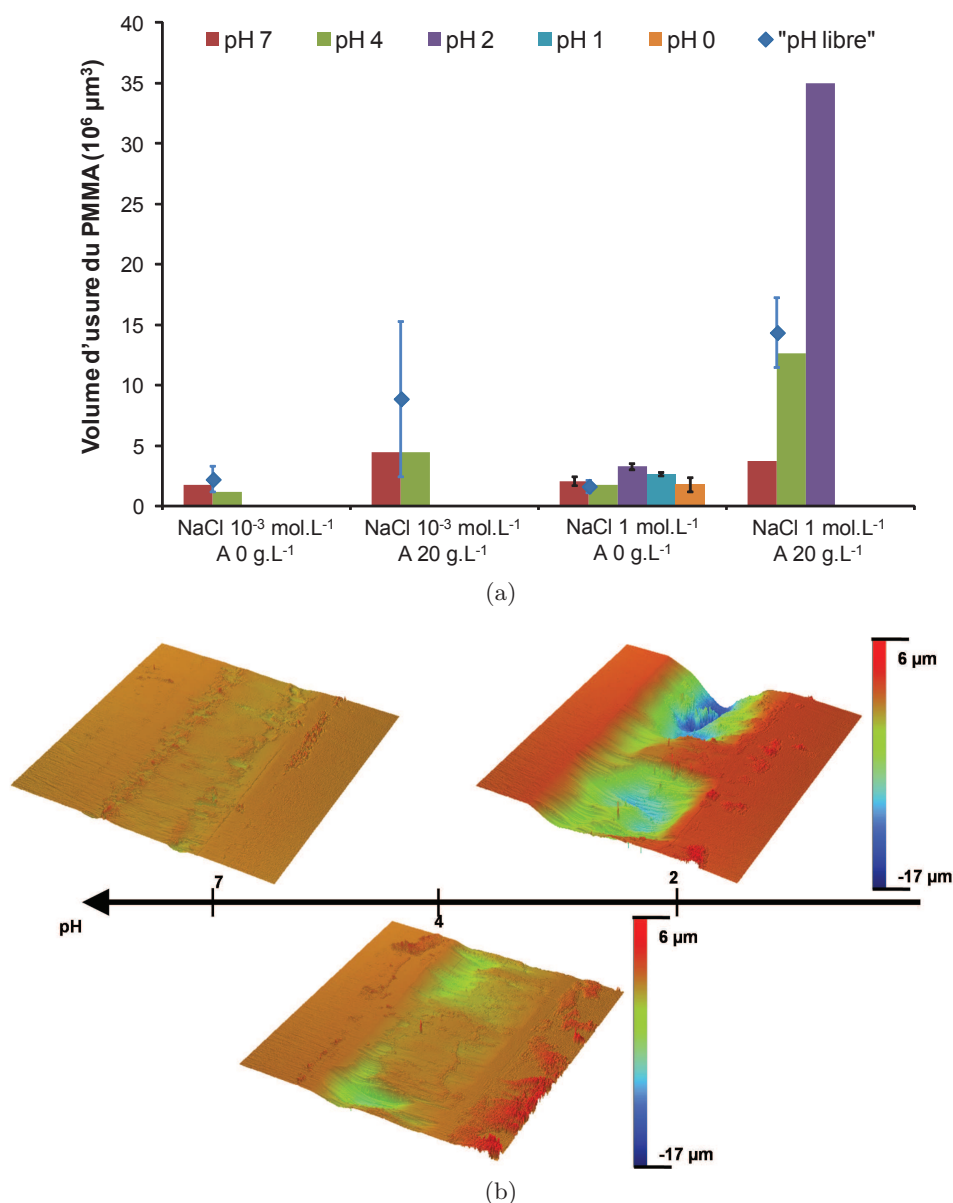 40
35
30
25
20
15
10
5
0
Volume d'usure du PMMA (10⁶ µm³)
pH 7 pH 4 pH 2 pH 1 pH 0 "pH libre"
NaCl 10⁻³ mol.L⁻¹ NaCl 10⁻³ mol.L⁻¹ NaCl 1 mol.L⁻¹ NaCl 1 mol.L⁻¹
A 0 g.L⁻¹ A 20 g.L⁻¹ A 0 g.L⁻¹ A 20 g.L⁻¹
(a)
6 µm
-17 µm
7 4 2
pH
6 µm
-17 µm
(b)